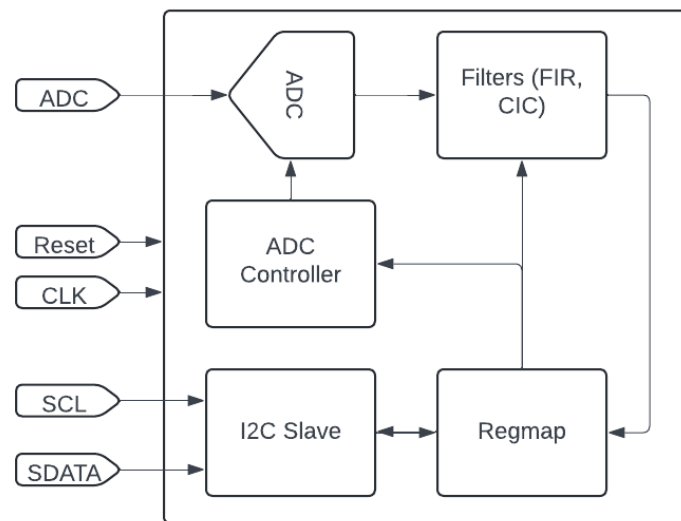 ADC
ADC
Filters (FIR,
CIC)
Reset
ADC
Controller
CLK
SCL
I2C Slave
Regmap
SDATA